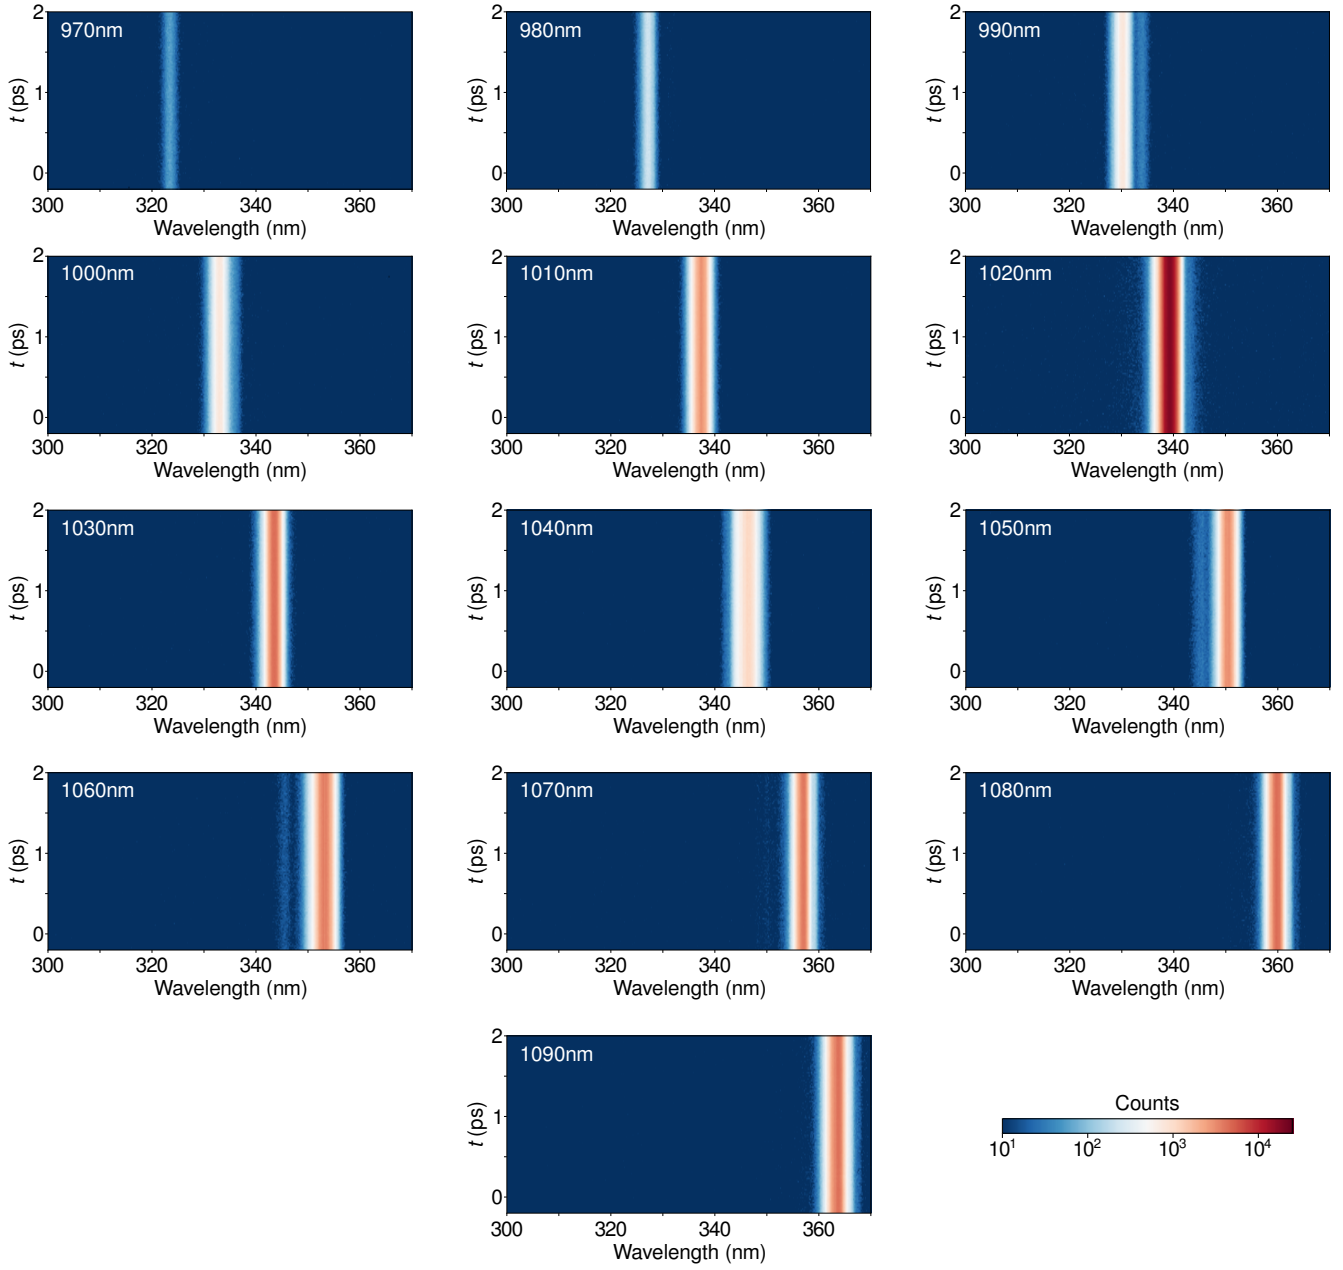 970nm
980nm
990nm
2
1
0
t (ps)
300 320 340 360
Wavelength (nm)
2
1
0
t (ps)
300 320 340 360
Wavelength (nm)
2
1
0
t (ps)
300 320 340 360
Wavelength (nm)
1000nm
1010nm
1020nm
2
1
0
t (ps)
300 320 340 360
Wavelength (nm)
2
1
0
t (ps)
300 320 340 360
Wavelength (nm)
2
1
0
t (ps)
300 320 340 360
Wavelength (nm)
1030nm
1040nm
1050nm
2
1
0
t (ps)
300 320 340 360
Wavelength (nm)
2
1
0
t (ps)
300 320 340 360
Wavelength (nm)
2
1
0
t (ps)
300 320 340 360
Wavelength (nm)
1060nm
1070nm
1080nm
2
1
0
t (ps)
300 320 340 360
Wavelength (nm)
2
1
0
t (ps)
300 320 340 360
Wavelength (nm)
2
1
0
t (ps)
300 320 340 360
Wavelength (nm)
1090nm
2
1
0
t (ps)
300 320 340 360
Wavelength (nm)
Counts
10¹ 10² 10³ 10⁴